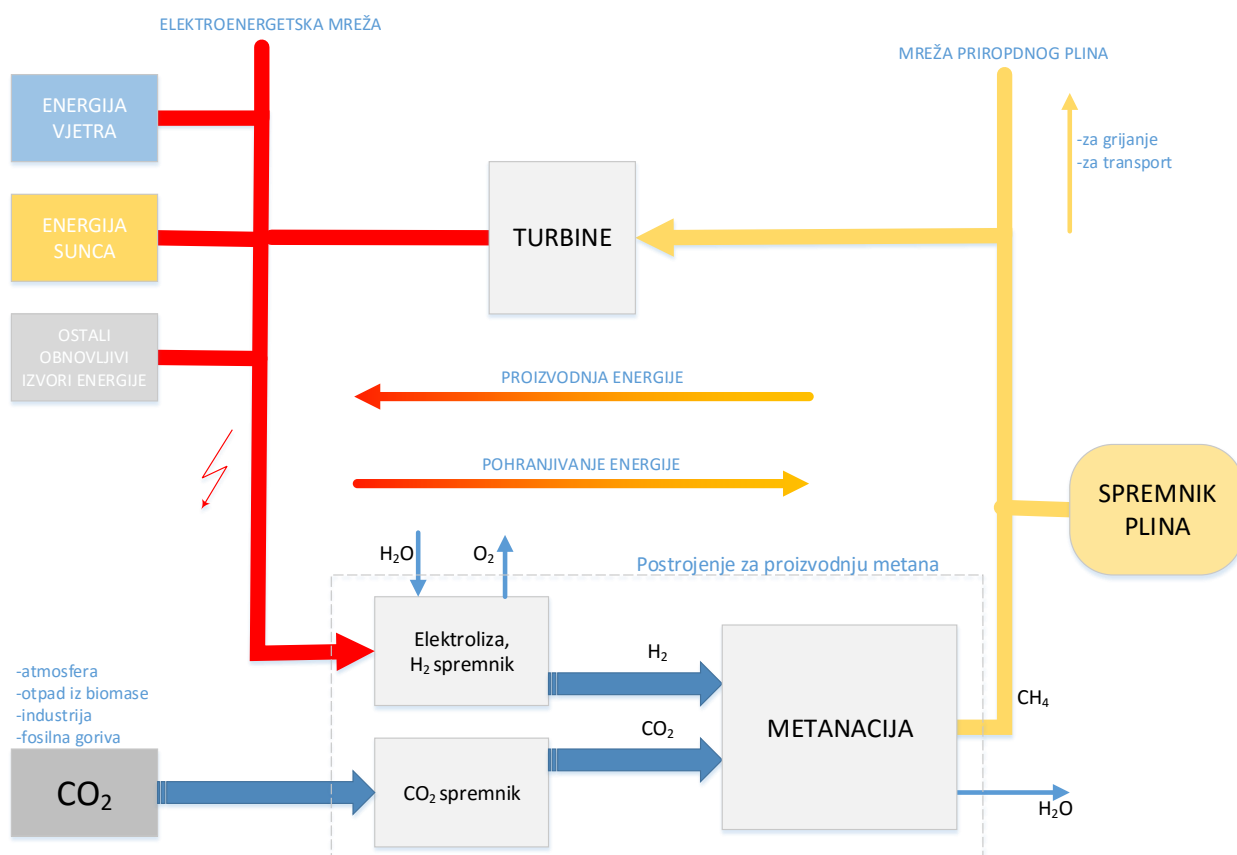 ELEKTROENERGETSKA MREŽA
MREŽA PRIROPDNOG PLINA
ENERGIJA
VJETRA
-za grijanje
-za transport
ENERGIJA
SUNCA
TURBINE
OSTALI
OBNOVLJIVI
IZVORI ENERGIJE
PROIZVODNJA ENERGIJE
POHRANJIVANJE ENERGIJE
SPREMNIK
PLINA
H₂O
O₂
Postrojenje za proizvodnju metana
Elektroliza,
H₂ spremnik
H₂
-atmosfera
-otpad iz biomase
-industrija
-fosilna goriva
CH₄
CO₂
METANACIJA
CO₂
CO₂ spremnik
H₂O